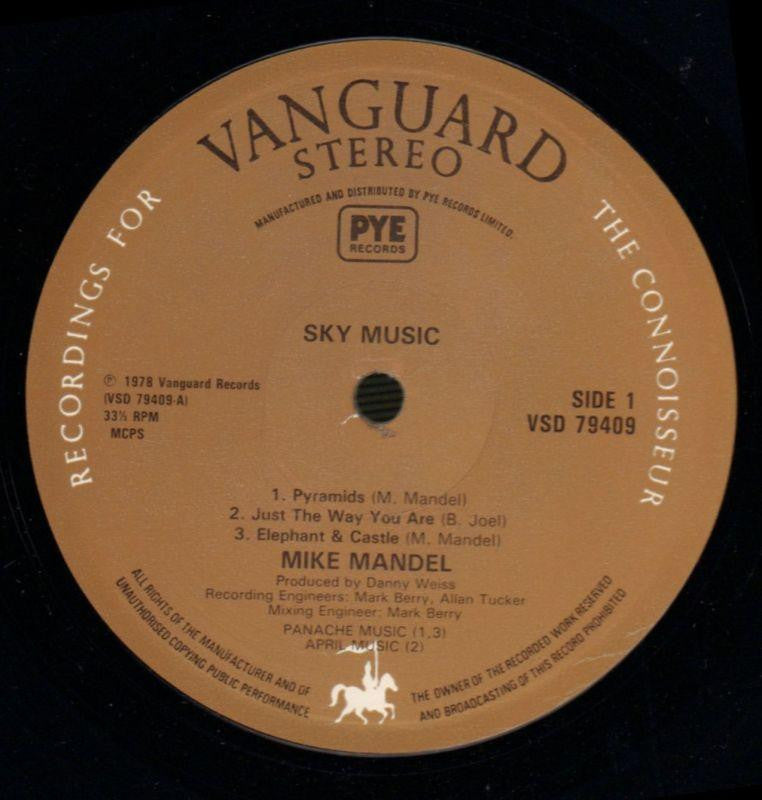 VANGUARD
STEREO
RECORDINGS FOR
THE CONNOISSEUR
MANUFACTURED AND DISTRIBUTED BY PYE RECORDS LIMITED.
PYE
RECORDS
SKY MUSIC
℗ 1978 Vanguard Records
(VSD 79409-A)
33⅓ RPM
MCPS
SIDE 1
VSD 79409
1. Pyramids (M. Mandel)
2. Just The Way You Are (B. Joel)
3. Elephant & Castle (M. Mandel)
MIKE MANDEL
Produced by Danny Weiss
Recording Engineers: Mark Berry, Allan Tucker
Mixing Engineer: Mark Berry
PANACHE MUSIC (1,3)
APRIL MUSIC (2)
ALL RIGHTS OF THE MANUFACTURER AND OF
THE OWNER OF THE RECORDED WORK RESERVED
UNAUTHORISED COPYING PUBLIC PERFORMANCE
AND BROADCASTING OF THIS RECORD PROHIBITED